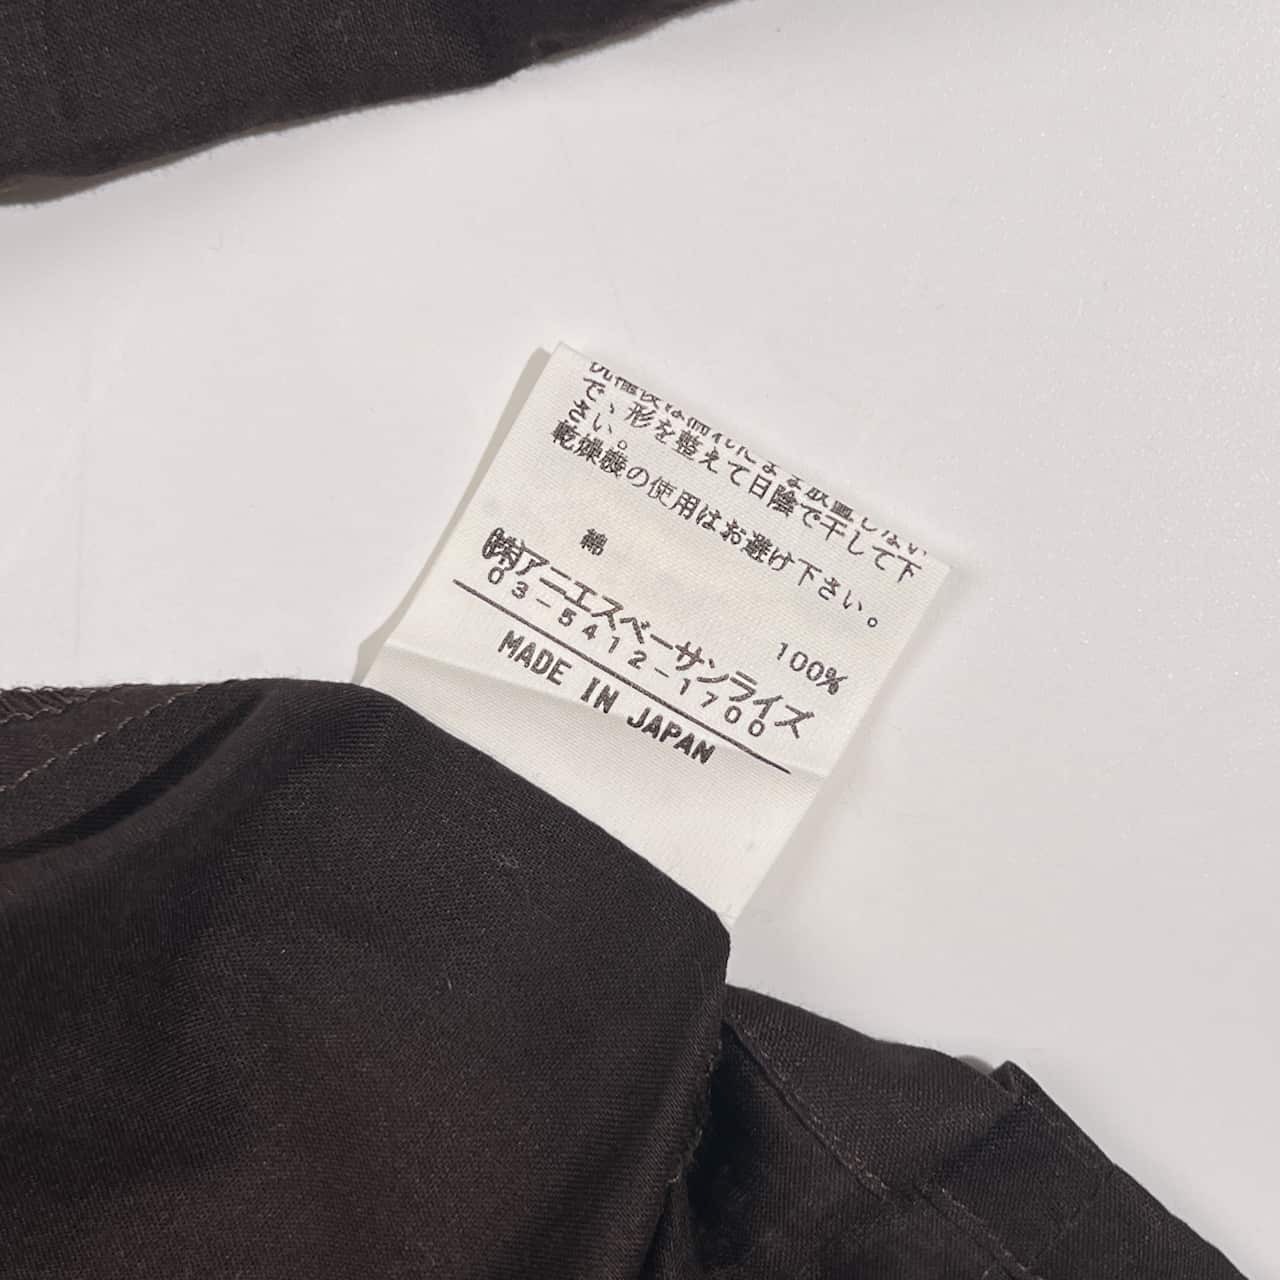 で、形を整えて日陰で干して下
さい。
乾燥機の使用はお避け下さい。
綿 100%
㈱アニエスベーサンライズ
03-5412-1700
MADE IN JAPAN